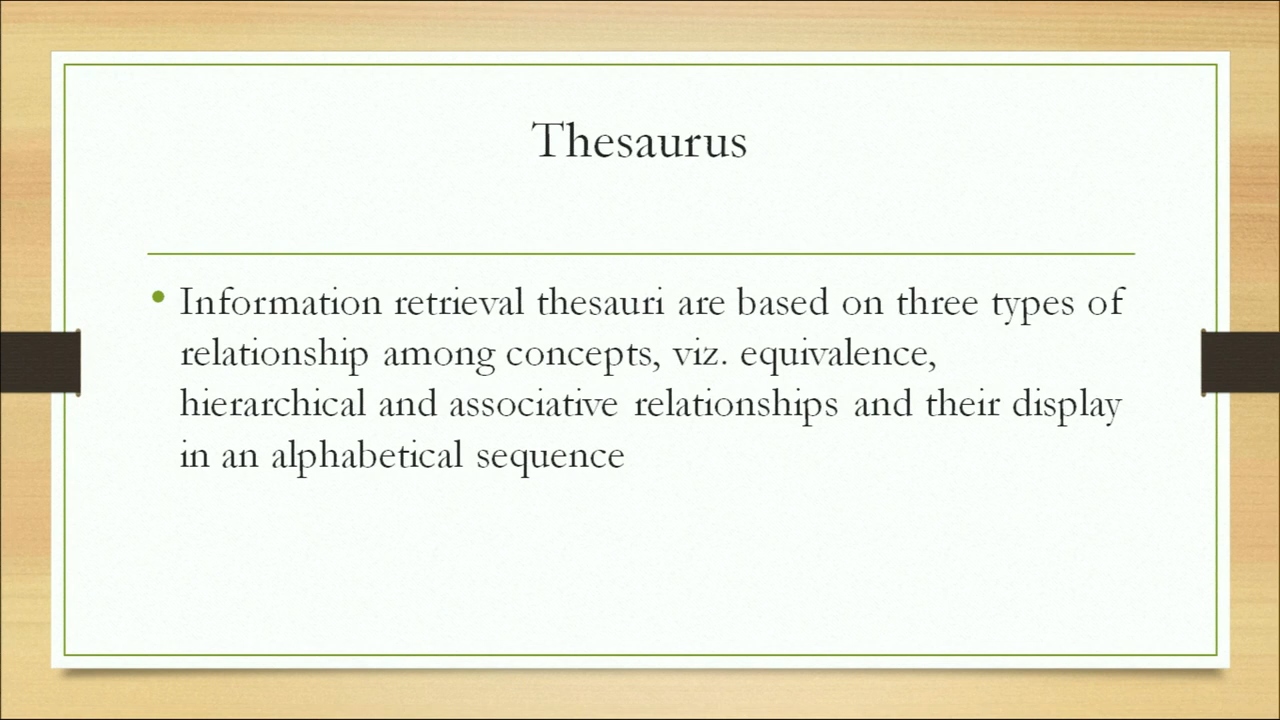 Thesaurus
• Information retrieval thesauri are based on three types of
relationship among concepts, viz. equivalence,
hierarchical and associative relationships and their display
in an alphabetical sequence